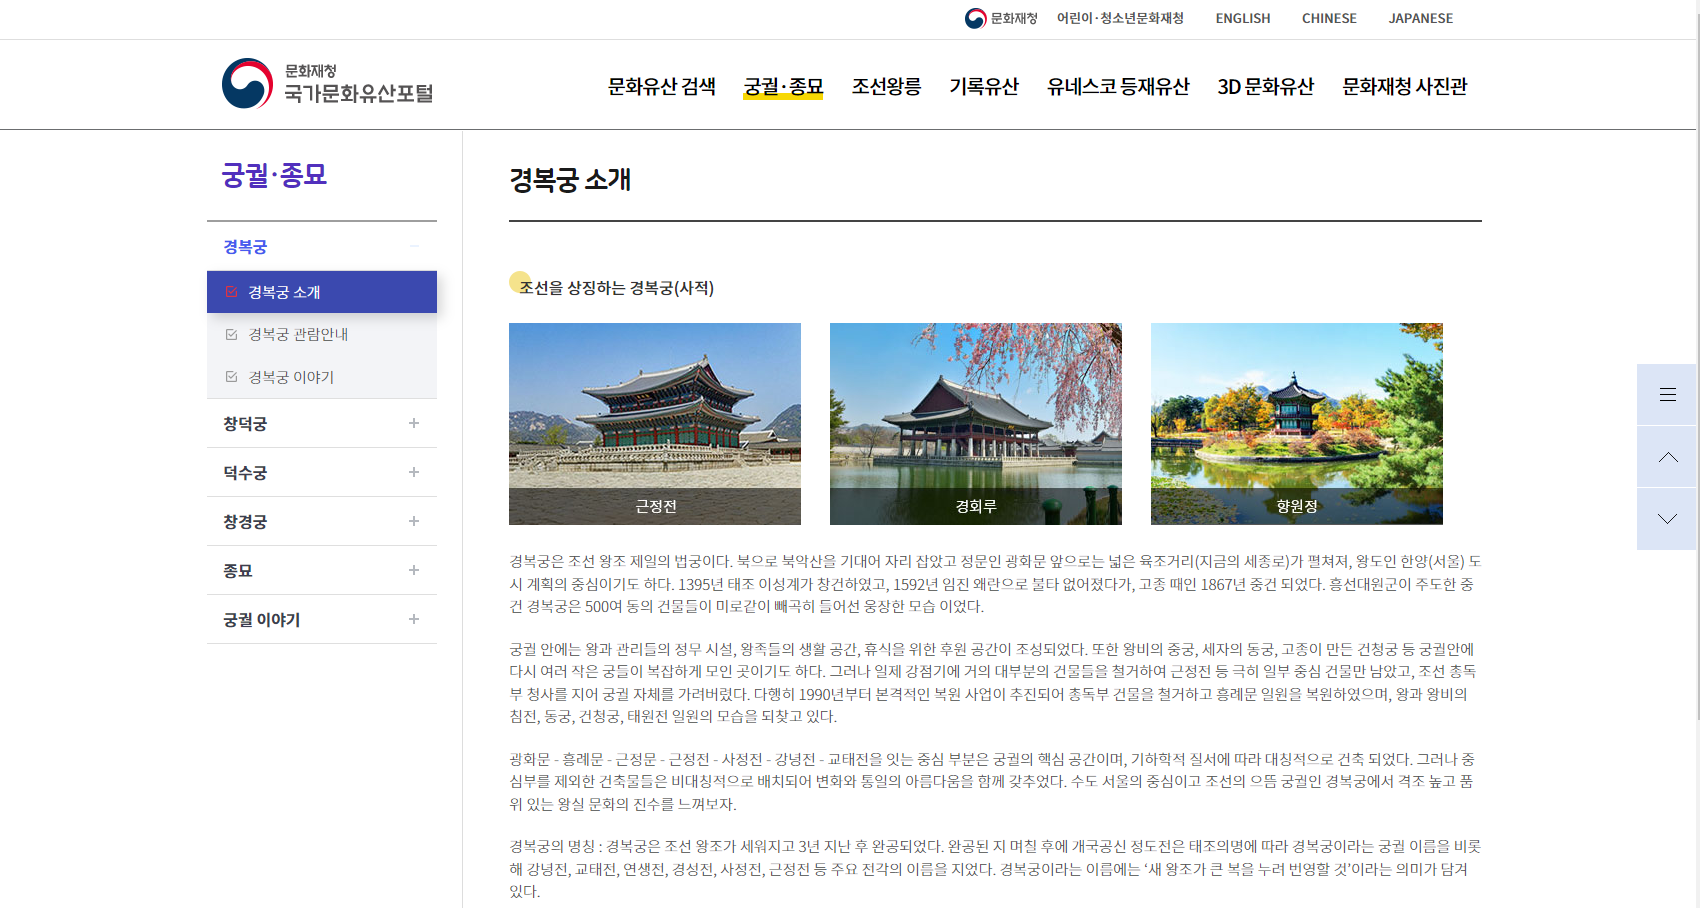 문화재청 어린이·청소년문화재청 ENGLISH CHINESE JAPANESE
문화재청
국가문화유산포털
문화유산 검색 궁궐·종묘 조선왕릉 기록유산 유네스코 등재유산 3D 문화유산 문화재청 사진관
궁궐·종묘
경복궁
경복궁 소개
경복궁 관람안내
경복궁 이야기
창덕궁
덕수궁
창경궁
종묘
궁궐 이야기
경복궁 소개
조선을 상징하는 경복궁(사적)
근정전
경회루
향원정
경복궁은 조선 왕조 제일의 법궁이다. 북으로 북악산을 기대어 자리 잡았고 정문인 광화문 앞으로는 넓은 육조거리(지금의 세종로)가 펼쳐져, 왕도인 한양(서울) 도
시 계획의 중심이기도 하다. 1395년 태조 이성계가 창건하였고, 1592년 임진 왜란으로 불타 없어졌다가, 고종 때인 1867년 중건 되었다. 흥선대원군이 주도한 중
건 경복궁은 500여 동의 건물들이 미로같이 빼곡히 들어선 웅장한 모습 이었다.
궁궐 안에는 왕과 관리들의 정무 시설, 왕족들의 생활 공간, 휴식을 위한 후원 공간이 조성되었다. 또한 왕비의 중궁, 세자의 동궁, 고종이 만든 건청궁 등 궁궐안에
다시 여러 작은 궁들이 복잡하게 모인 곳이기도 하다. 그러나 일제 강점기에 거의 대부분의 건물들을 철거하여 근정전 등 극히 일부 중심 건물만 남았고, 조선 총독
부 청사를 지어 궁궐 자체를 가려버렸다. 다행히 1990년부터 본격적인 복원 사업이 추진되어 총독부 건물을 철거하고 흥례문 일원을 복원하였으며, 왕과 왕비의
침전, 동궁, 건청궁, 태원전 일원의 모습을 되찾고 있다.
광화문 - 흥례문 - 근정문 - 근정전 - 사정전 - 강녕전 - 교태전을 잇는 중심 부분은 궁궐의 핵심 공간이며, 기하학적 질서에 따라 대칭적으로 건축 되었다. 그러나 중
심부를 제외한 건축물들은 비대칭적으로 배치되어 변화와 통일의 아름다움을 함께 갖추었다. 수도 서울의 중심이고 조선의 으뜸 궁궐인 경복궁에서 격조 높고 품
위 있는 왕실 문화의 진수를 느껴보자.
경복궁의 명칭 : 경복궁은 조선 왕조가 세워지고 3년 지난 후 완공되었다. 완공된 지 며칠 후에 개국공신 정도전은 태조의명에 따라 경복궁이라는 궁궐 이름을 비롯
해 강녕전, 교태전, 연생전, 경성전, 사정전, 근정전 등 주요 전각의 이름을 지었다. 경복궁이라는 이름에는 ‘새 왕조가 큰 복을 누려 번영할 것’이라는 의미가 담겨
있다.